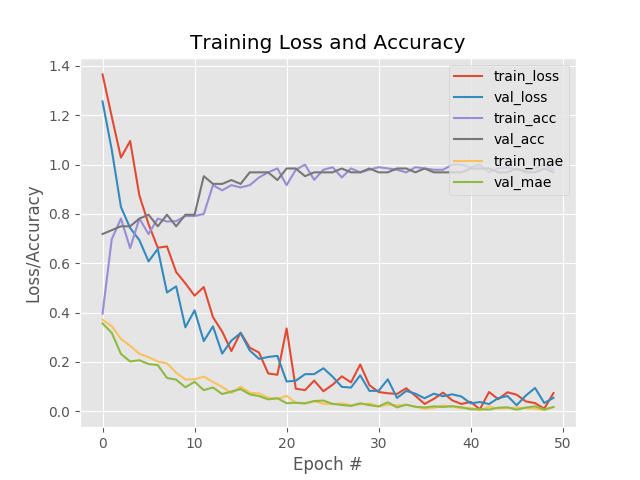 Training Loss and Accuracy
1.4
1.2
1.0
0.8
0.6
0.4
0.2
0.0
Loss/Accuracy
train_loss
val_loss
train_acc
val_acc
train_mae
val_mae
0 10 20 30 40 50
Epoch #